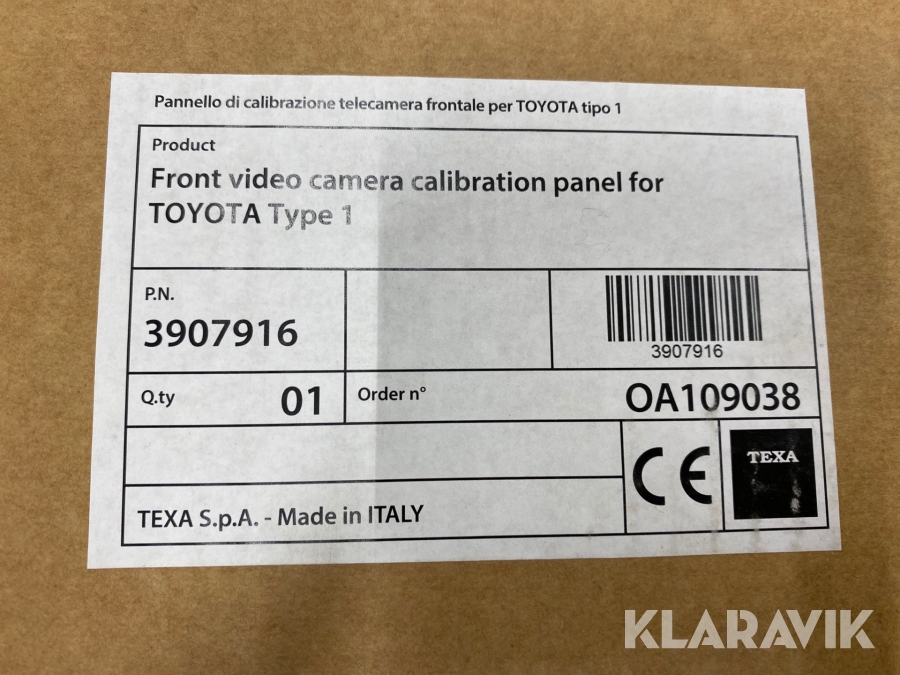 Pannello di calibrazione telecamera frontale per TOYOTA tipo 1
Product
Front video camera calibration panel for
TOYOTA Type 1
P.N.
3907916
3907916
Q.ty 01 Order n° OA109038
CE
TEXA
TEXA S.p.A. - Made in ITALY
KLARAVIK